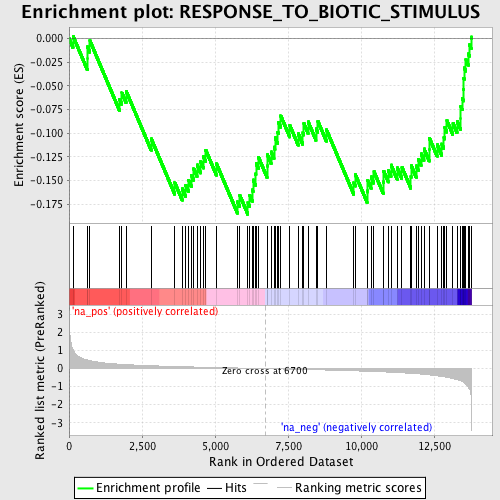 Enrichment plot: RESPONSE_TO_BIOTIC_STIMULUS
Enrichment score (ES)
0.000
-0.025
-0.050
-0.075
-0.100
-0.125
-0.150
-0.175
'na_pos' (positively correlated)
Ranked list metric (PreRanked)
3
2
1
0
-1
-2
-3
Zero cross at 6700
'na_neg' (negatively correlated)
0
2,500
5,000
7,500
10,000
12,500
Rank in Ordered Dataset
Enrichment profile
Hits
Ranking metric scores